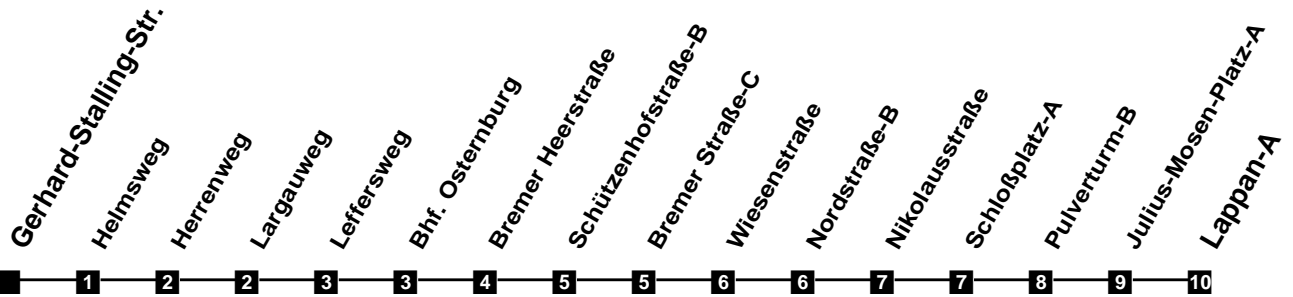 Gerhard-Stalling-Str.
Helmsweg
Herrenweg
Largauweg
Leffersweg
Bhf. Osternburg
Bremer Heerstraße
Schützenhofstraße-B
Bremer Straße-C
Wiesenstraße
Nordstraße-B
Nikolausstraße
Schloßplatz-A
Pulverturm-B
Julius-Mosen-Platz-A
Lappan-A
1 2 2 3 3 4 5 5 6 6 7 7 8 9 10